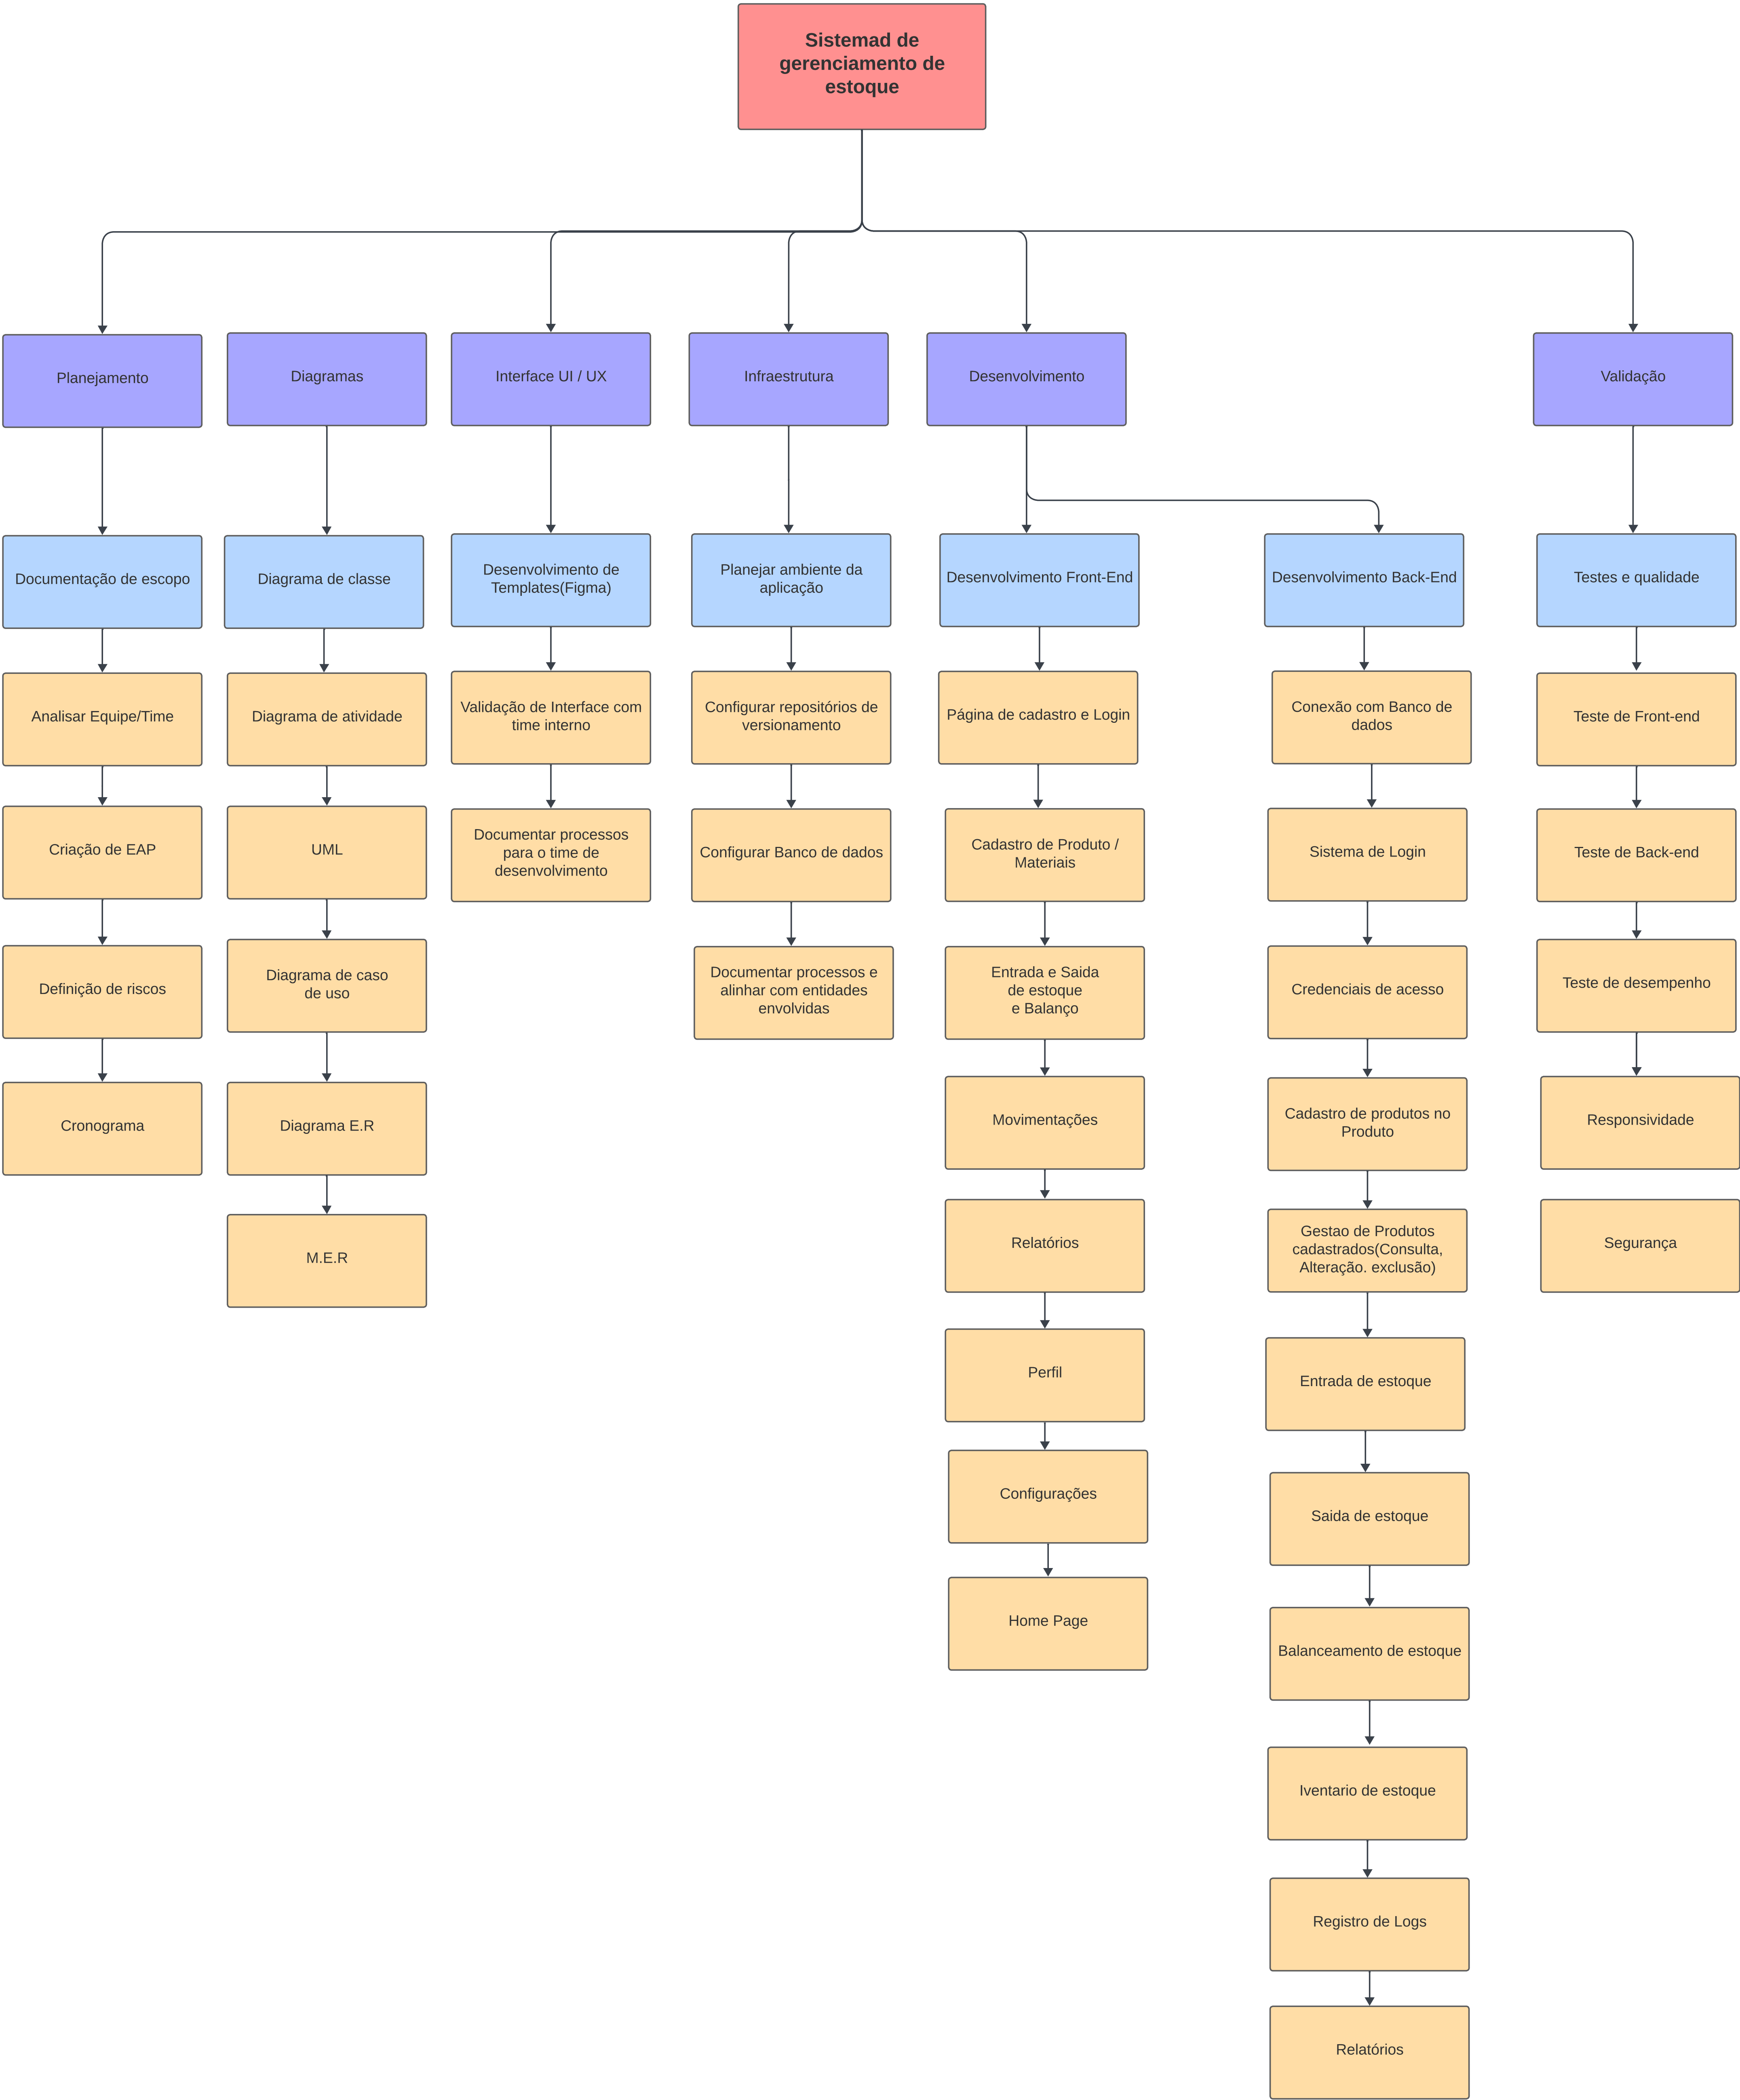 Sistemad de
gerenciamento de
estoque
Planejamento
Diagramas
Interface UI / UX
Infraestrutura
Desenvolvimento
Validação
Documentação de escopo
Diagrama de classe
Desenvolvimento de
Templates(Figma)
Planejar ambiente da
aplicação
Desenvolvimento Front-End
Desenvolvimento Back-End
Testes e qualidade
Analisar Equipe/Time
Diagrama de atividade
Validação de Interface com
time interno
Configurar repositórios de
versionamento
Página de cadastro e Login
Conexão com Banco de
dados
Teste de Front-end
Criação de EAP
UML
Documentar processos
para o time de
desenvolvimento
Configurar Banco de dados
Cadastro de Produto /
Materiais
Sistema de Login
Teste de Back-end
Definição de riscos
Diagrama de caso
de uso
Documentar processos e
alinhar com entidades
envolvidas
Entrada e Saida
de estoque
e Balanço
Credenciais de acesso
Teste de desempenho
Cronograma
Diagrama E.R
Movimentações
Cadastro de produtos no
Produto
Responsividade
M.E.R
Relatórios
Gestao de Produtos
cadastrados(Consulta,
Alteração. exclusão)
Segurança
Perfil
Entrada de estoque
Configurações
Saida de estoque
Home Page
Balanceamento de estoque
Iventario de estoque
Registro de Logs
Relatórios